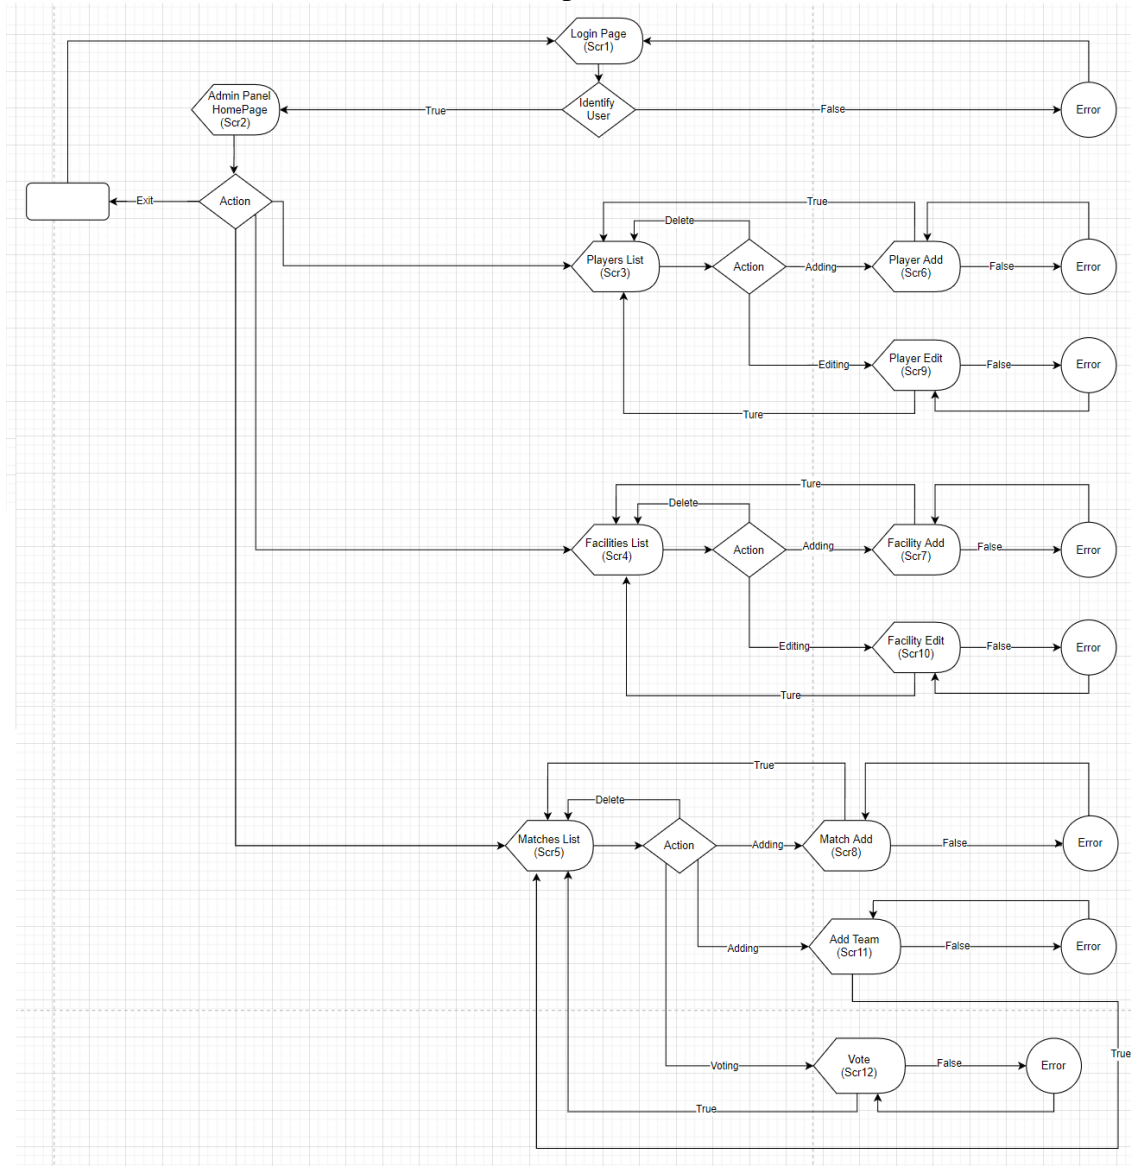 Login Page
(Scr1)
Admin Panel
HomePage
(Scr2)
True
Identify
User
False
Error
Exit
Action
True
Delete
Players List
(Scr3)
Action
Adding
Player Add
(Scr6)
False
Error
Editing
Player Edit
(Scr9)
False
Error
Ture
Ture
Delete
Facilities List
(Scr4)
Action
Adding
Facility Add
(Scr7)
False
Error
Editing
Facility Edit
(Scr10)
False
Error
Ture
True
Delete
Matches List
(Scr5)
Action
Adding
Match Add
(Scr8)
False
Error
Adding
Add Team
(Scr11)
False
Error
True
Voting
Vote
(Scr12)
False
Error
True